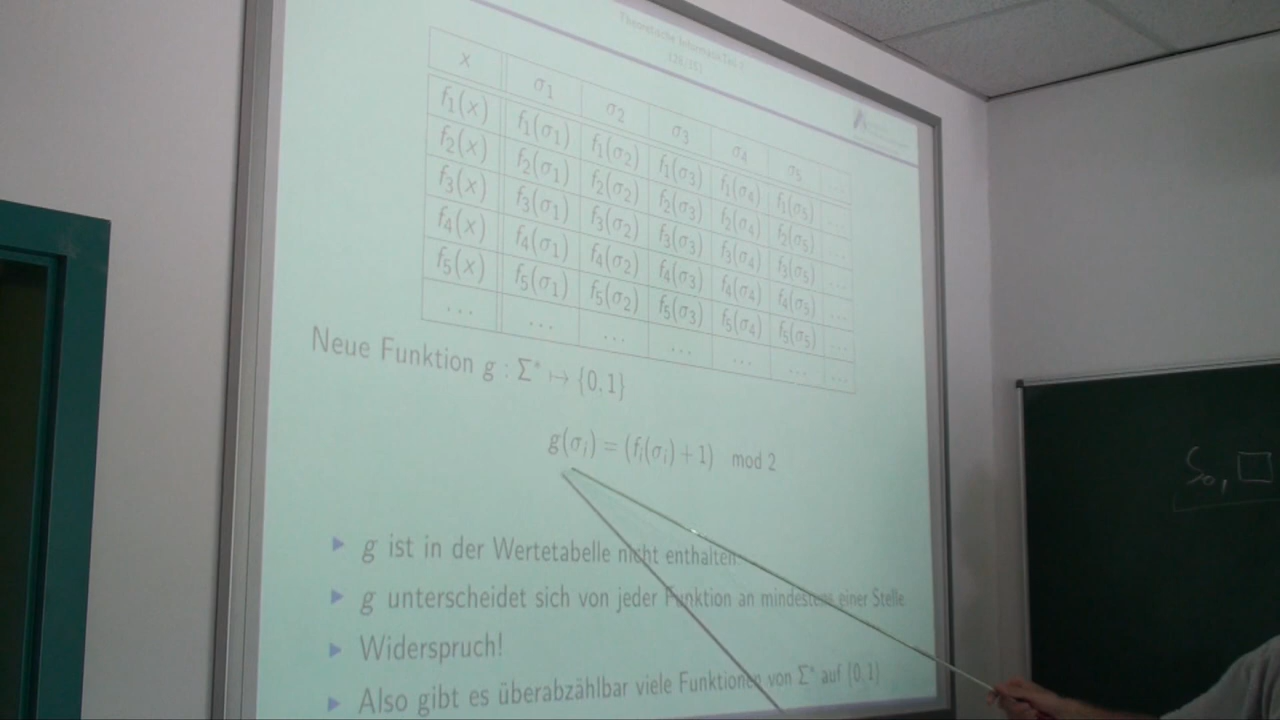 Theoretische Informatik
x σ₁ σ₂ σ₃ σ₄ σ₅ ...
f₁(x) f₁(σ₁) f₁(σ₂) f₁(σ₃) f₁(σ₄) f₁(σ₅) ...
f₂(x) f₂(σ₁) f₂(σ₂) f₂(σ₃) f₂(σ₄) f₂(σ₅) ...
f₃(x) f₃(σ₁) f₃(σ₂) f₃(σ₃) f₃(σ₄) f₃(σ₅) ...
f₄(x) f₄(σ₁) f₄(σ₂) f₄(σ₃) f₄(σ₄) f₄(σ₅) ...
f₅(x) f₅(σ₁) f₅(σ₂) f₅(σ₃) f₅(σ₄) f₅(σ₅) ...
... ... ... ... ... ... ...
Neue Funktion g : Σ* ↦ {0,1}
g(σᵢ) = (fᵢ(σᵢ) + 1) mod 2
g ist in der Wertetabelle nicht enthalten.
g unterscheidet sich von jeder Funktion an mindestens einer Stelle
Widerspruch!
Also gibt es überabzählbar viele Funktionen von Σ* auf {0,1}
S₀, □